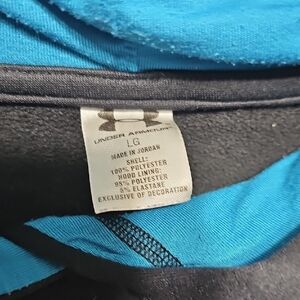 UNDER ARMOUR
LG
MADE IN JORDAN
SHELL:
100% POLYESTER
HOOD LINING:
95% POLYESTER
5% ELASTANE
EXCLUSIVE OF DECORATION